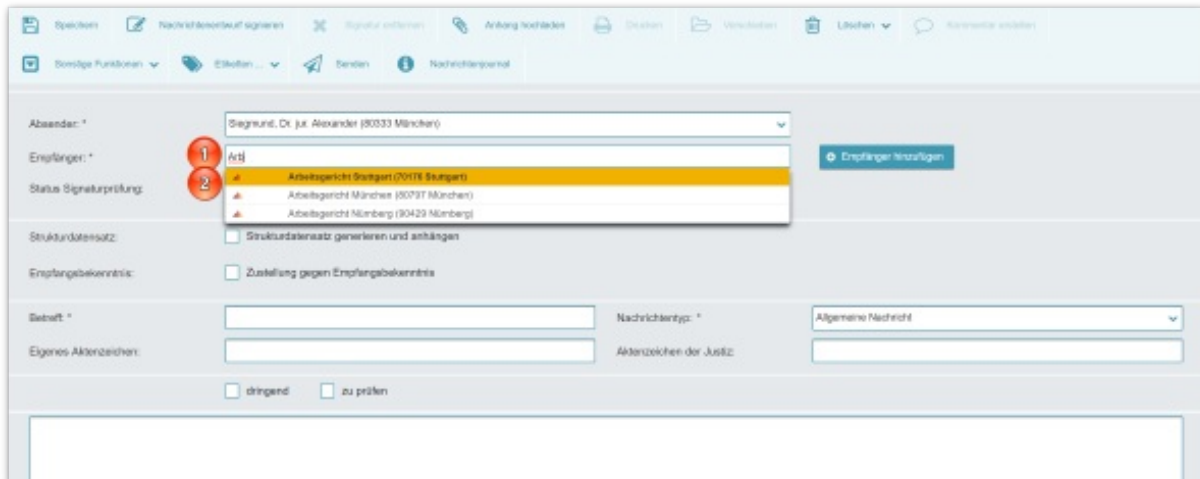 Speichern Nachrichtenentwurf signieren Signatur entfernen Anhang hochladen Drucken Verschieben Löschen Kommentar erstellen
Sonstige Funktionen Etiketten ... Senden Nachrichtenjournal
Absender: * Siegmund, Dr. jur. Alexander (80333 München)
Empfänger: * 1 Arb Empfänger hinzufügen
2 Arbeitsgericht Stuttgart (70176 Stuttgart)
Status Signaturprüfung: Arbeitsgericht München (80797 München)
Arbeitsgericht Nürnberg (90429 Nürnberg)
Strukturdatensatz: Strukturdatensatz generieren und anhängen
Empfangsbekenntnis: Zustellung gegen Empfangsbekenntnis
Betreff: * Nachrichtentyp: * Allgemeine Nachricht
Eigenes Aktenzeichen: Aktenzeichen der Justiz:
dringend zu prüfen